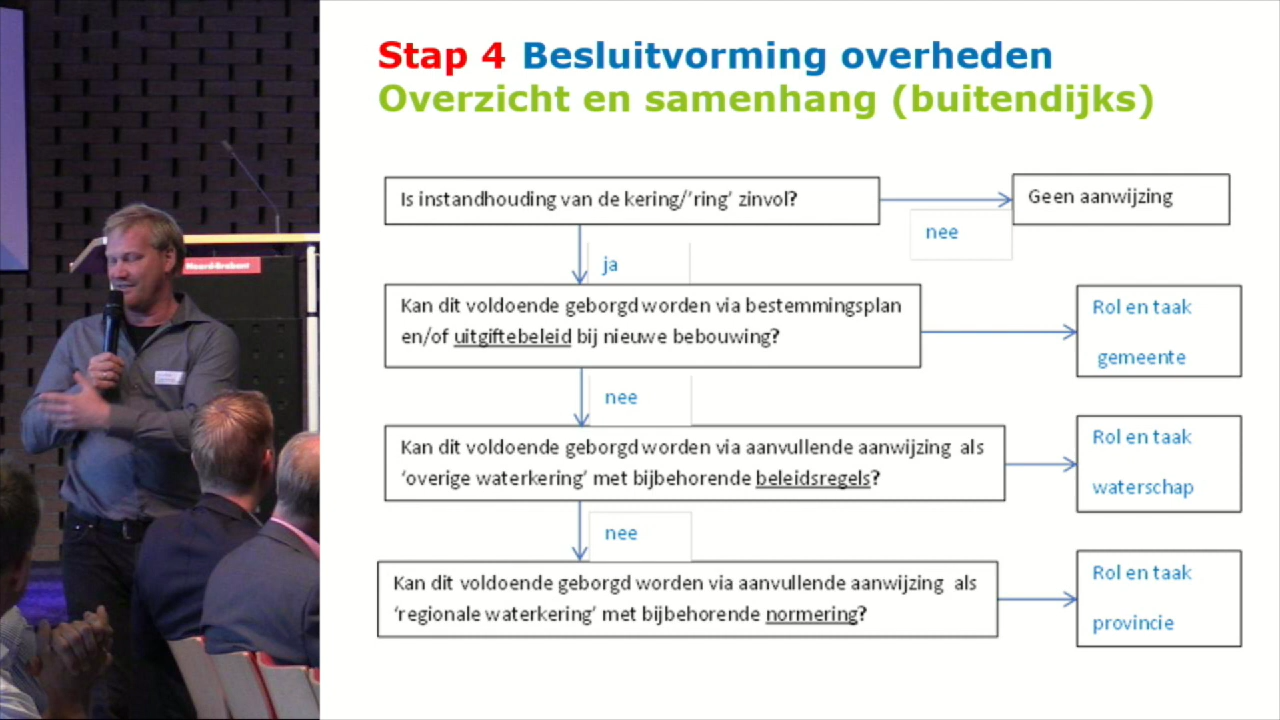 Stap 4 Besluitvorming overheden
Overzicht en samenhang (buitendijks)
Is instandhouding van de kering/'ring' zinvol?
Geen aanwijzing
nee
ja
Kan dit voldoende geborgd worden via bestemmingsplan
en/of uitgiftebeleid bij nieuwe bebouwing?
Rol en taak
gemeente
nee
Kan dit voldoende geborgd worden via aanvullende aanwijzing als
'overige waterkering' met bijbehorende beleidsregels?
Rol en taak
waterschap
nee
Kan dit voldoende geborgd worden via aanvullende aanwijzing als
'regionale waterkering' met bijbehorende normering?
Rol en taak
provincie
Noord-Brabant